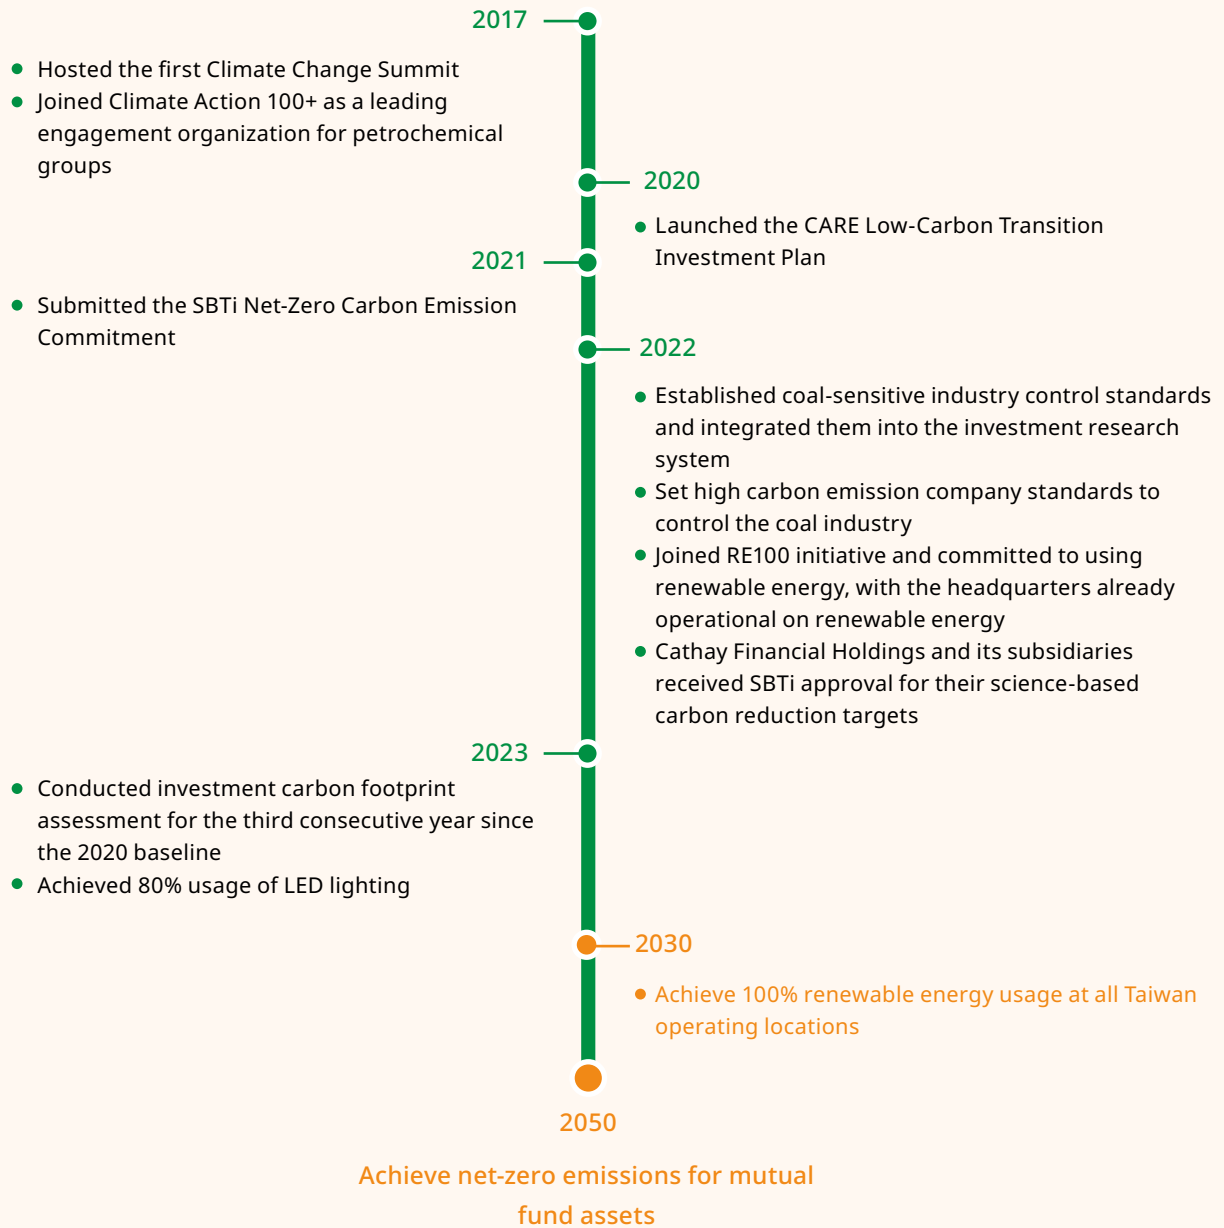 2017
Hosted the first Climate Change Summit
Joined Climate Action 100+ as a leading
engagement organization for petrochemical
groups
2020
Launched the CARE Low-Carbon Transition
Investment Plan
2021
Submitted the SBTi Net-Zero Carbon Emission
Commitment
2022
Established coal-sensitive industry control standards
and integrated them into the investment research
system
Set high carbon emission company standards to
control the coal industry
Joined RE100 initiative and committed to using
renewable energy, with the headquarters already
operational on renewable energy
Cathay Financial Holdings and its subsidiaries
received SBTi approval for their science-based
carbon reduction targets
2023
Conducted investment carbon footprint
assessment for the third consecutive year since
the 2020 baseline
Achieved 80% usage of LED lighting
2030
Achieve 100% renewable energy usage at all Taiwan
operating locations
2050
Achieve net-zero emissions for mutual
fund assets